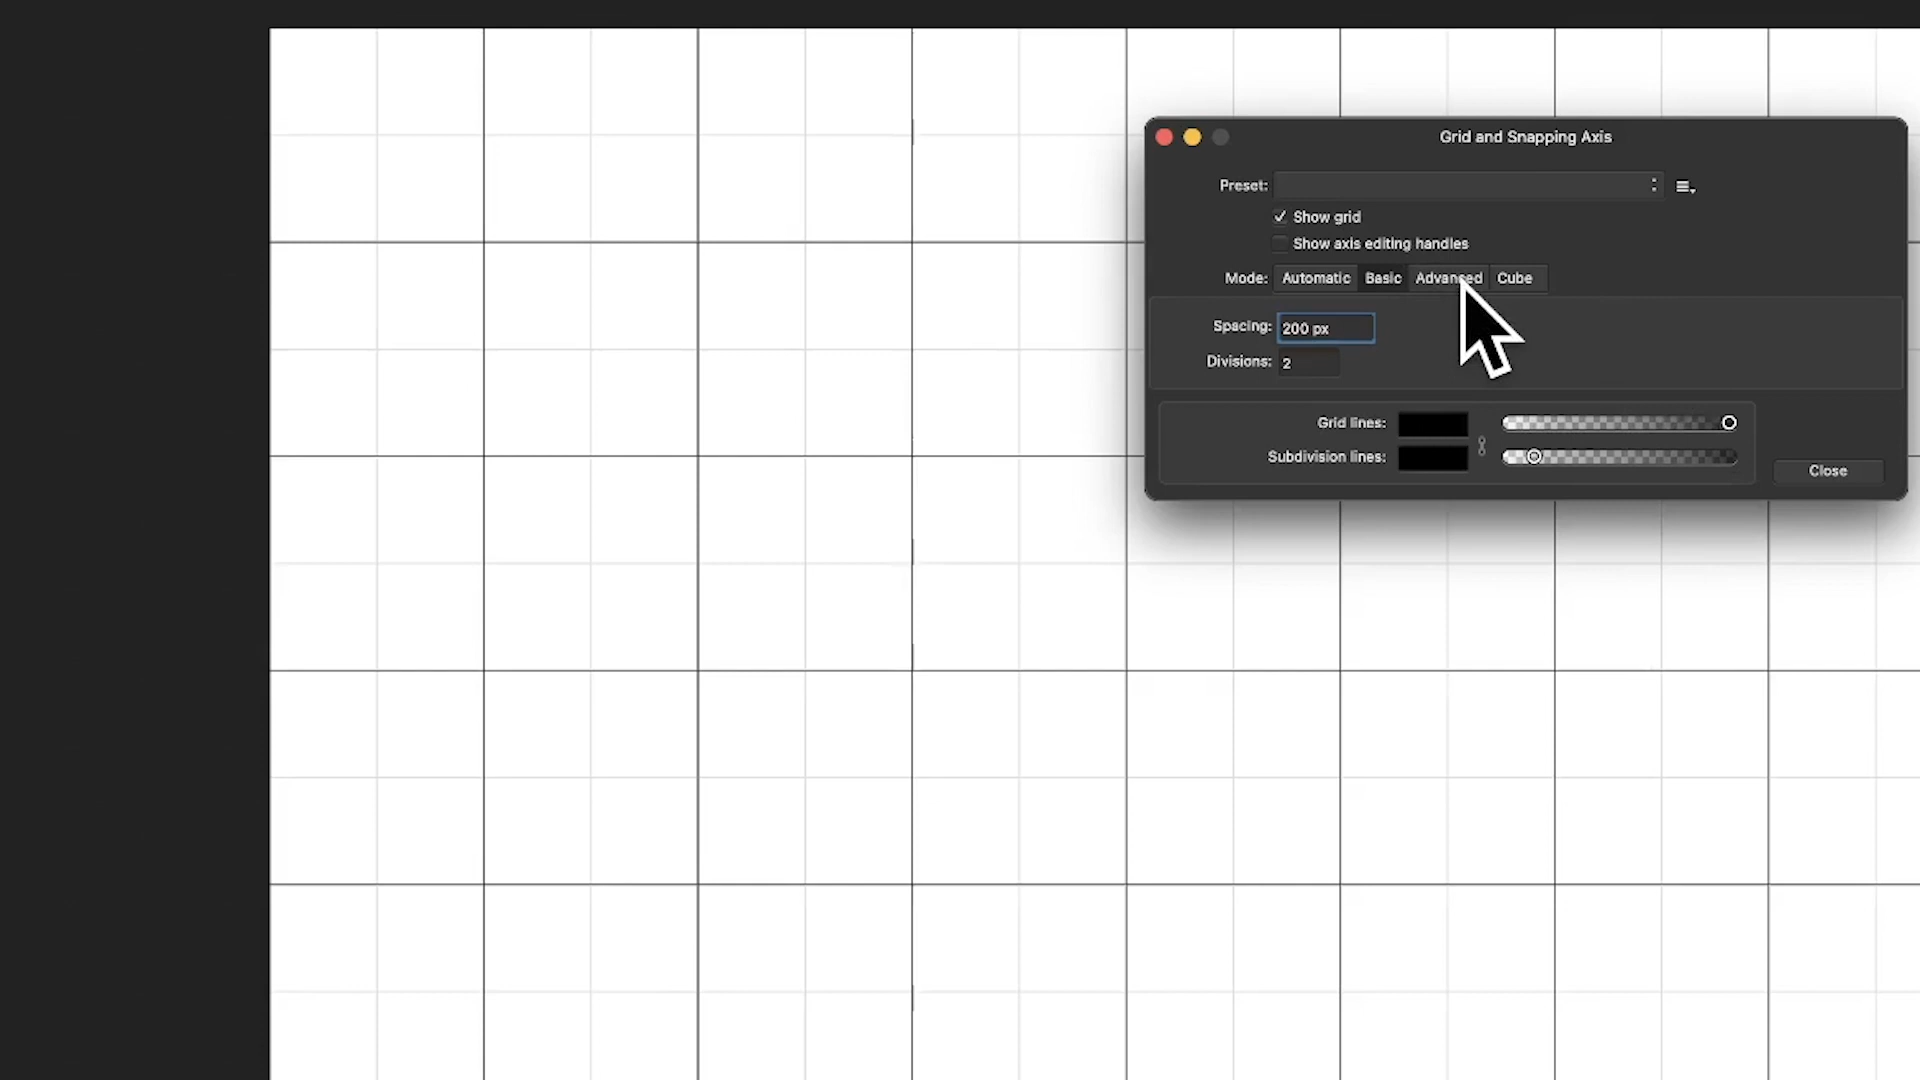 Grid and Snapping Axis
Preset:
Show grid
Show axis editing handles
Mode: Automatic Basic Advanced Cube
Spacing: 200 px
Divisions: 2
Grid lines:
Subdivision lines:
Close